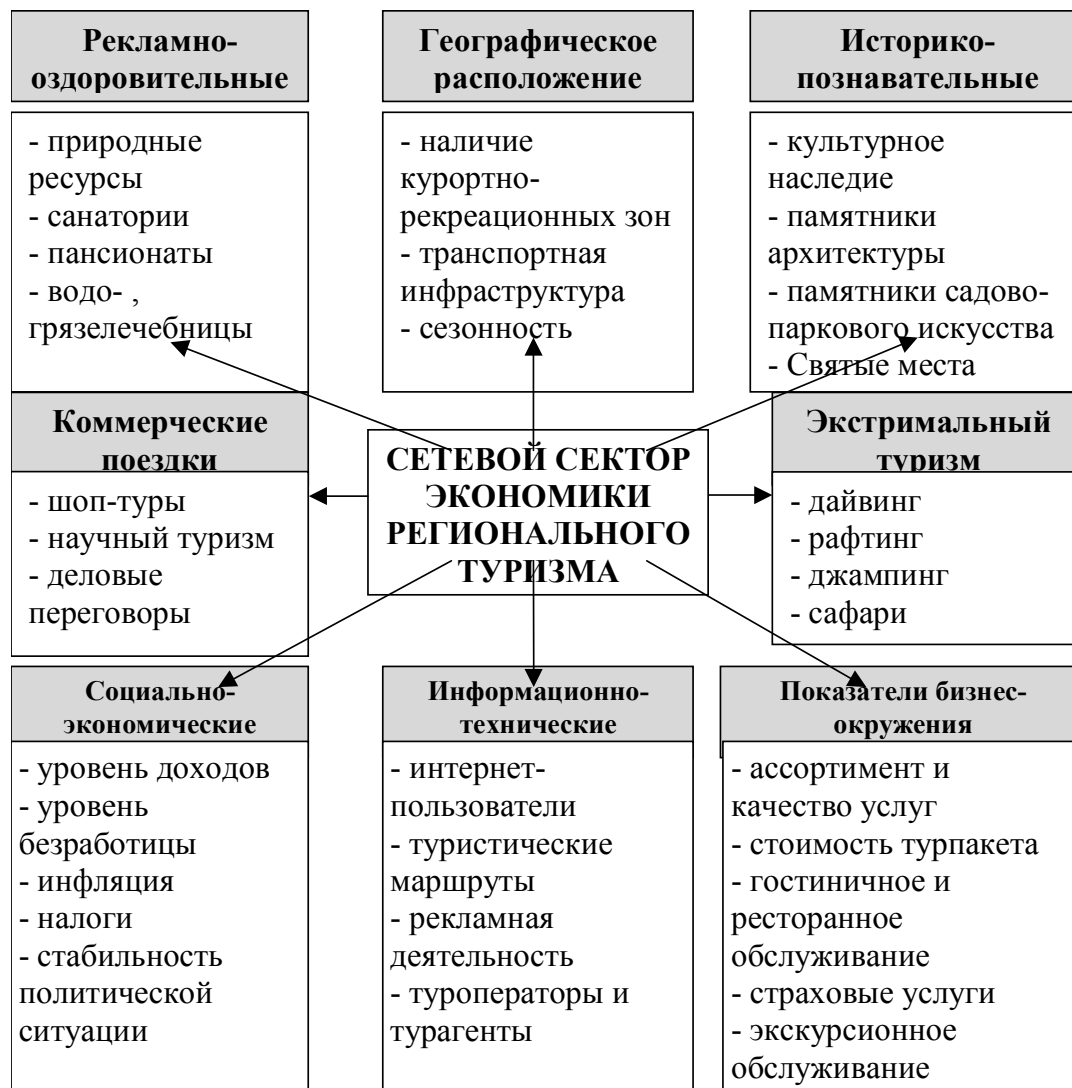 Рекламно-
оздоровительные
- природные
ресурсы
- санатории
- пансионаты
- водо- ,
грязелечебницы
Географическое
расположение
- наличие
курортно-
рекреационных зон
- транспортная
инфраструктура
- сезонность
Историко-
познавательные
- культурное
наследие
- памятники
архитектуры
- памятники садово-
паркового искусства
- Святые места
Коммерческие
поездки
- шоп-туры
- научный туризм
- деловые
переговоры
СЕТЕВОЙ СЕКТОР
ЭКОНОМИКИ
РЕГИОНАЛЬНОГО
ТУРИЗМА
Экстримальный
туризм
- дайвинг
- рафтинг
- джампинг
- сафари
Социально-
экономические
- уровень доходов
- уровень
безработицы
- инфляция
- налоги
- стабильность
политической
ситуации
Информационно-
технические
- интернет-
пользователи
- туристические
маршруты
- рекламная
деятельность
- туроператоры и
турагенты
Показатели бизнес-
окружения
- ассортимент и
качество услуг
- стоимость турпакета
- гостиничное и
ресторанное
обслуживание
- страховые услуги
- экскурсионное
обслуживание